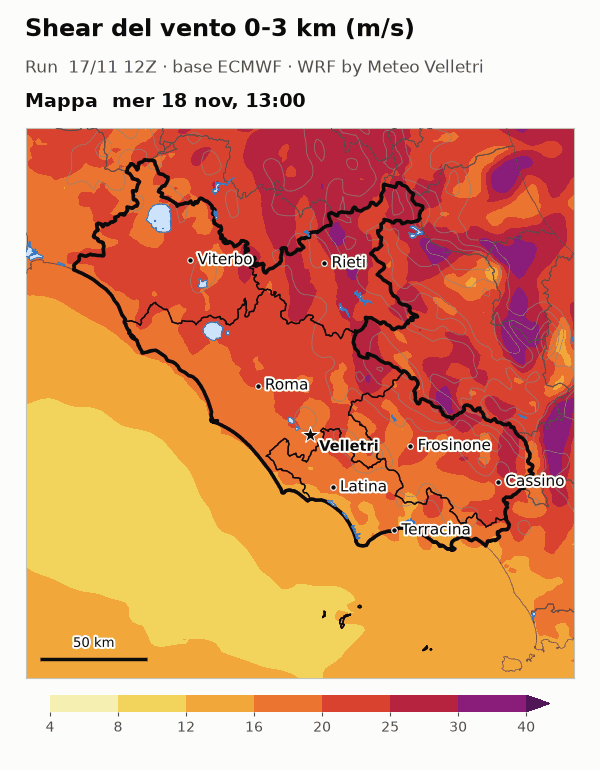 Shear del vento 0-3 km (m/s)
Run  17/11 12Z · base ECMWF · WRF by Meteo Velletri
Mappa  mer 18 nov, 13:00
Viterbo
Rieti
Roma
Velletri
Frosinone
Latina
Cassino
Terracina
50 km
4 8 12 16 20 25 30 40